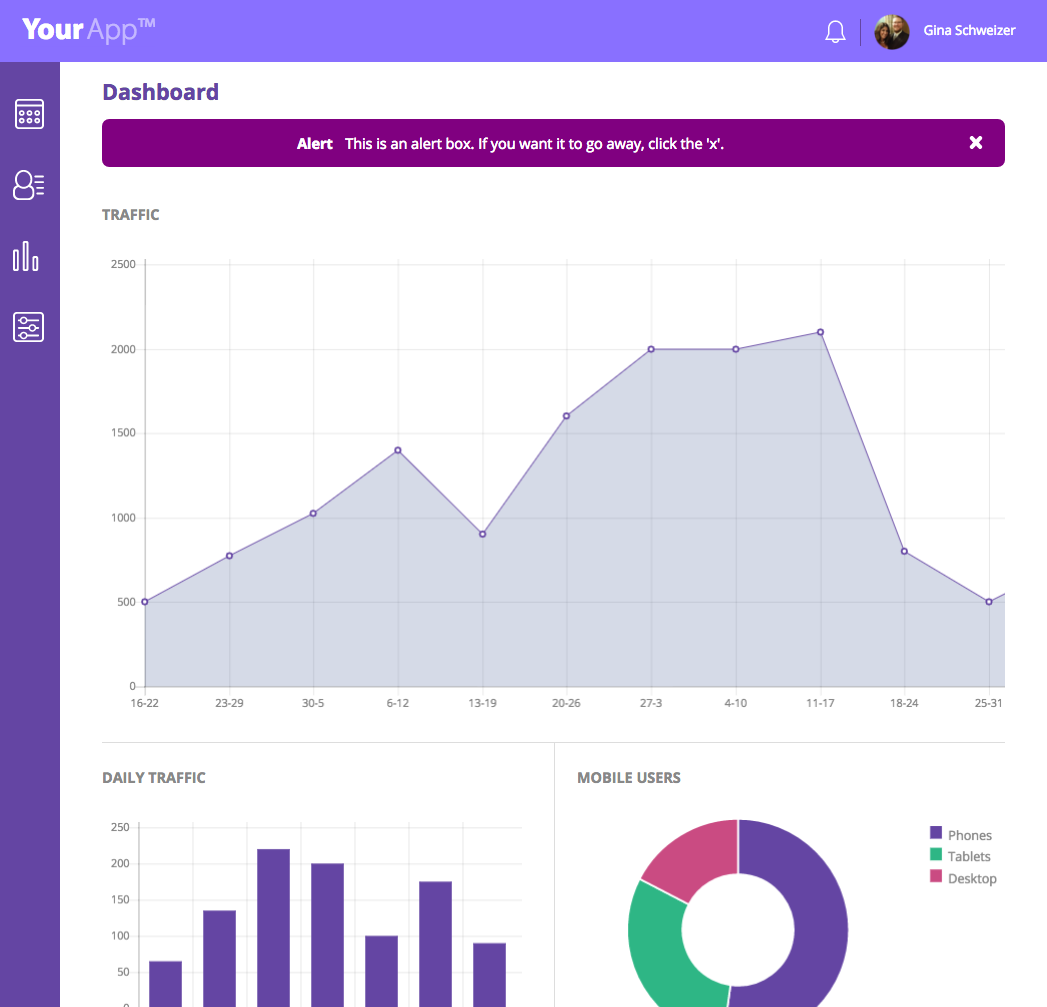 YourApp™
Gina Schweizer
Dashboard
Alert This is an alert box. If you want it to go away, click the 'x'.
TRAFFIC
2500
2000
1500
1000
500
0
16-22 23-29 30-5 6-12 13-19 20-26 27-3 4-10 11-17 18-24 25-31
DAILY TRAFFIC
250
200
150
100
50
0
MOBILE USERS
Phones
Tablets
Desktop